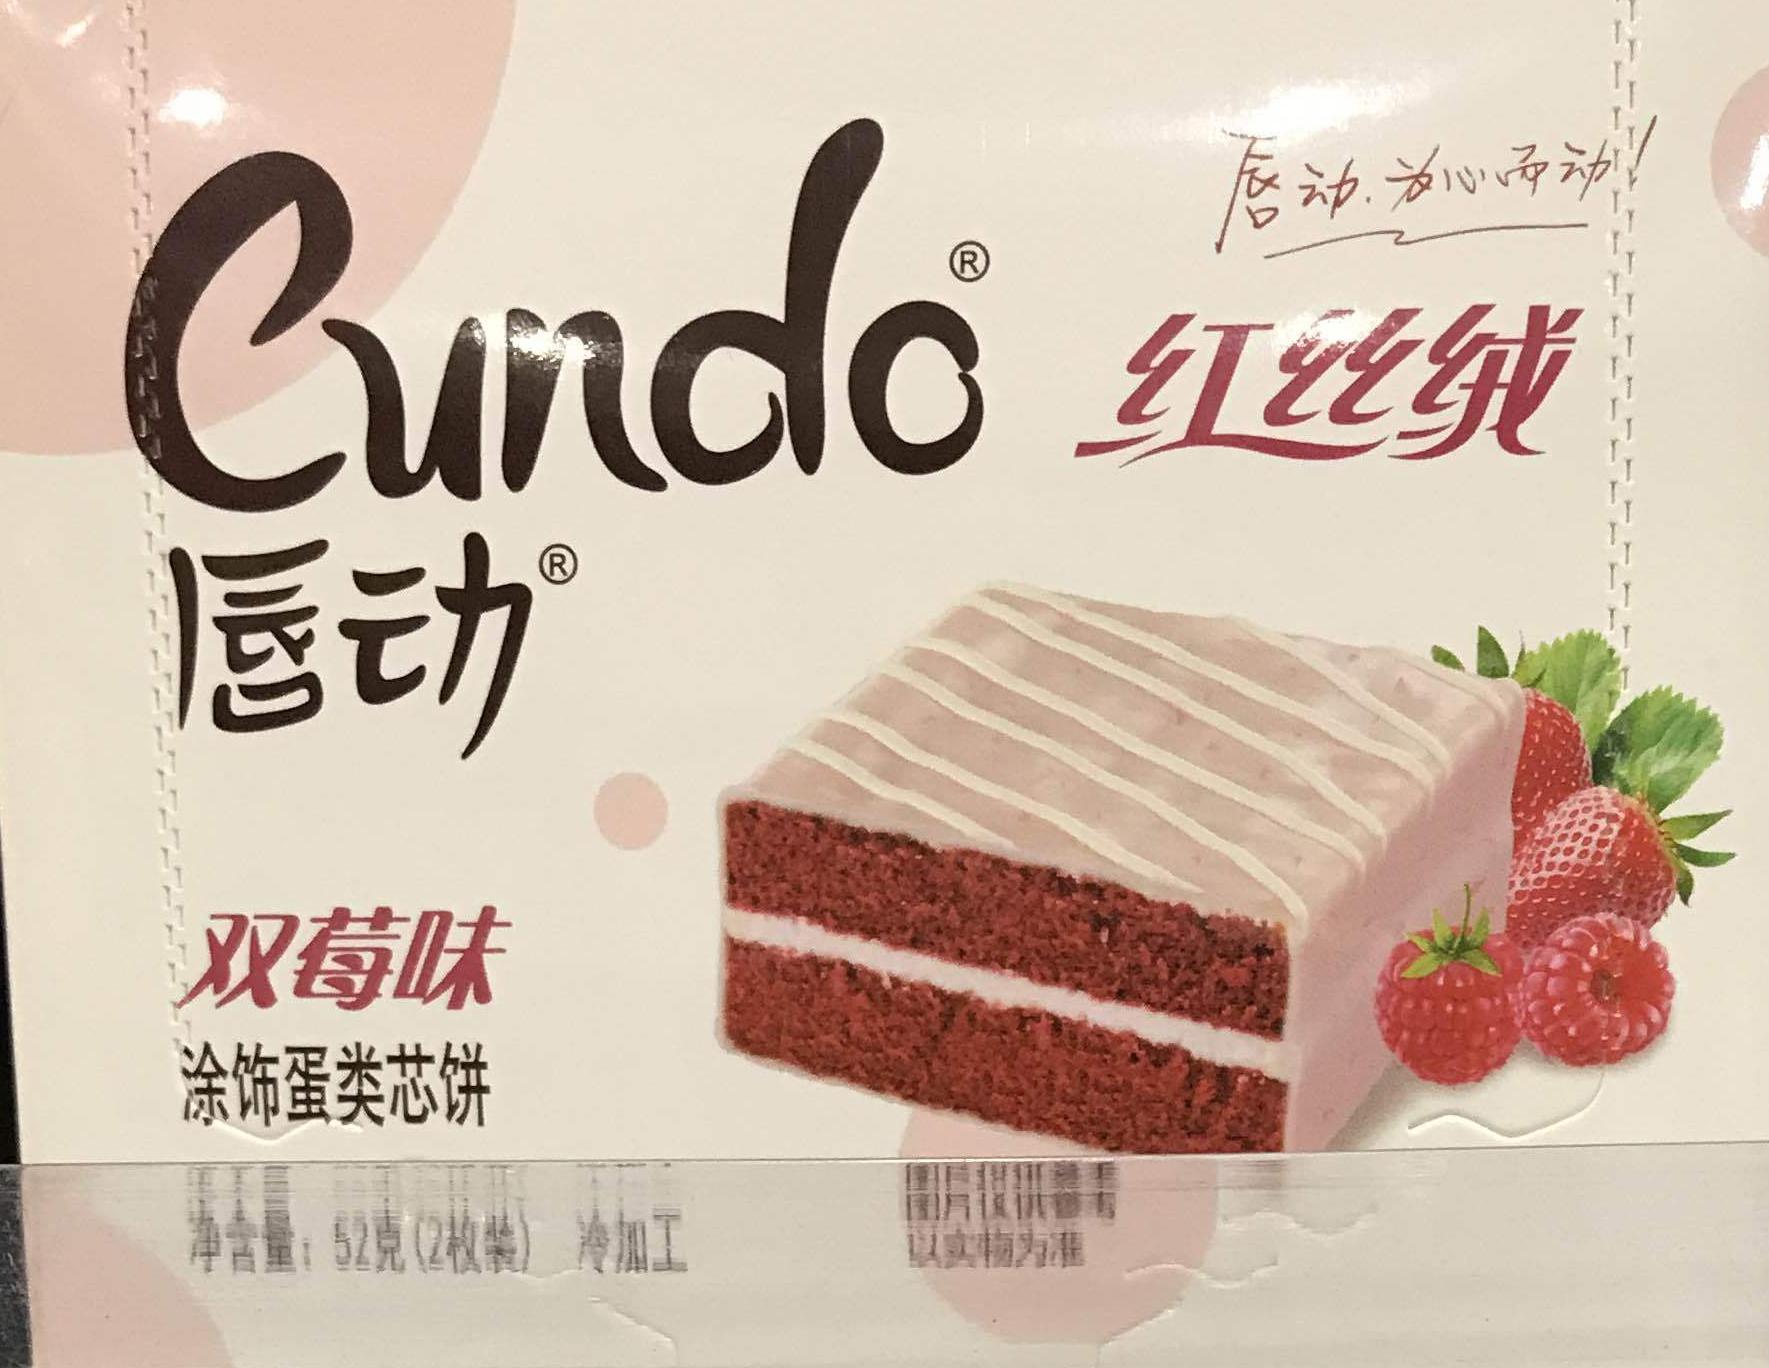 唇动.为心而动!
Cundo®
红丝绒
唇动®
双莓味
涂饰蛋类芯饼
净含量: 52克(2枚装) 冷加工
图片仅供参考
以实物为准